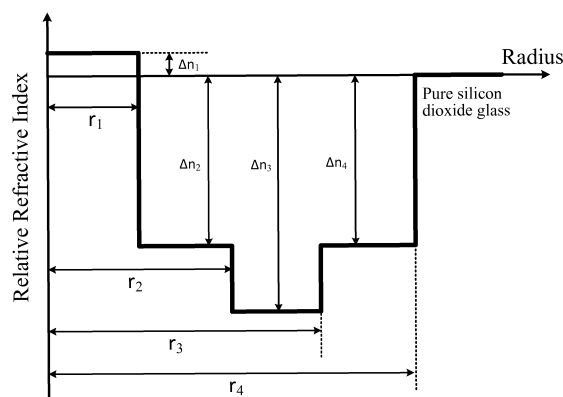 Relative Refractive Index
Δn1
Radius
Pure silicon
dioxide glass
r1
Δn2
Δn3
Δn4
r2
r3
r4